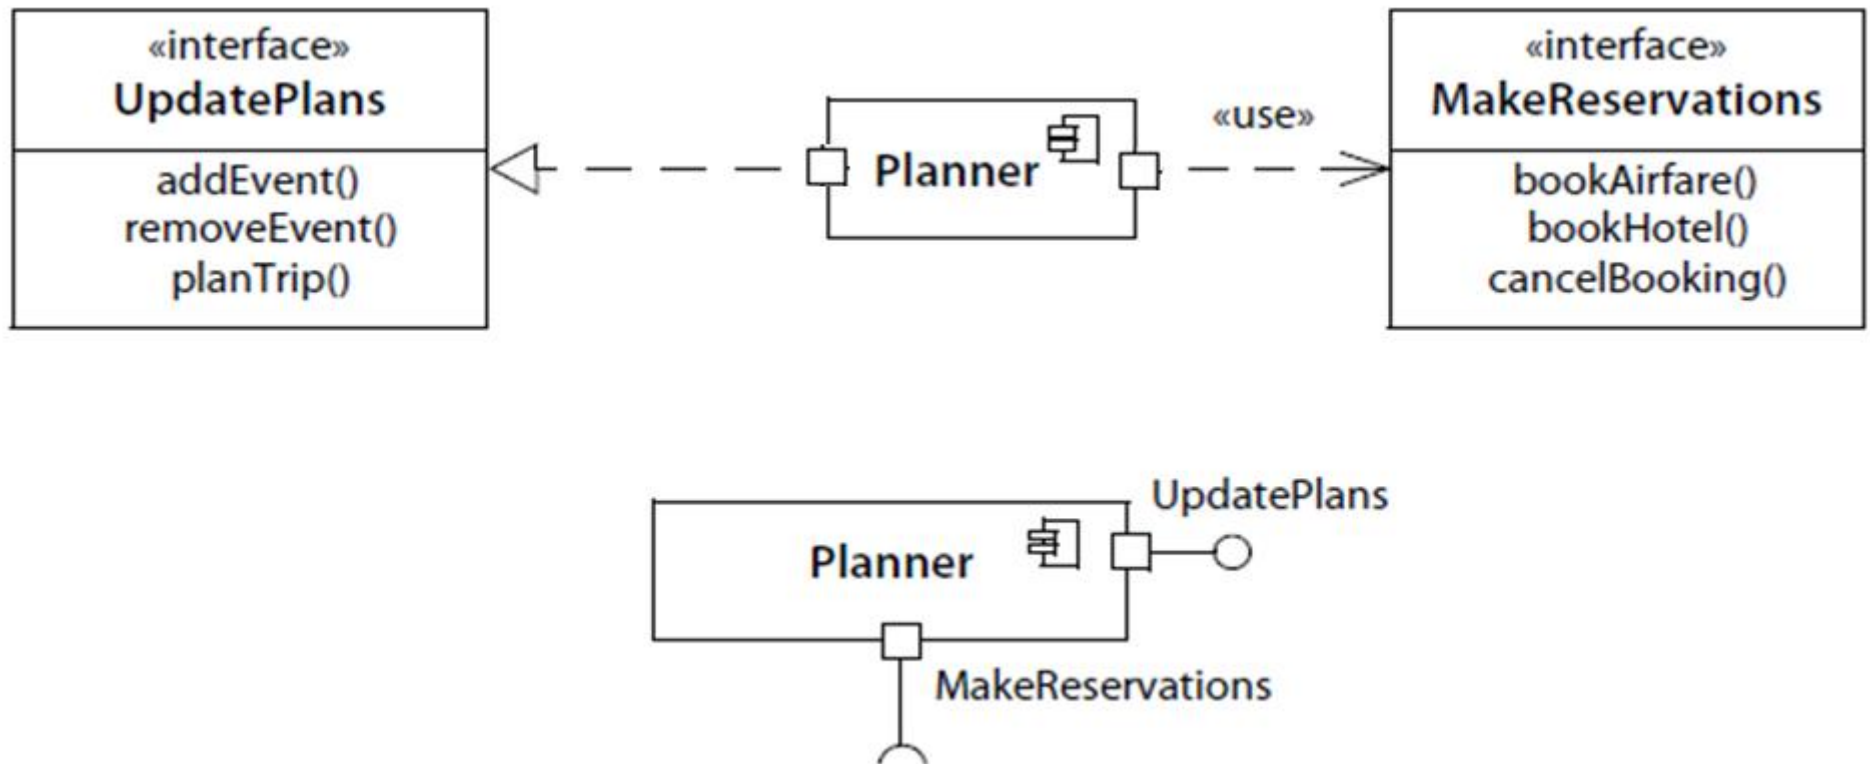 «interface»
UpdatePlans
addEvent()
removeEvent()
planTrip()
Planner
«use»
«interface»
MakeReservations
bookAirfare()
bookHotel()
cancelBooking()
UpdatePlans
Planner
MakeReservations